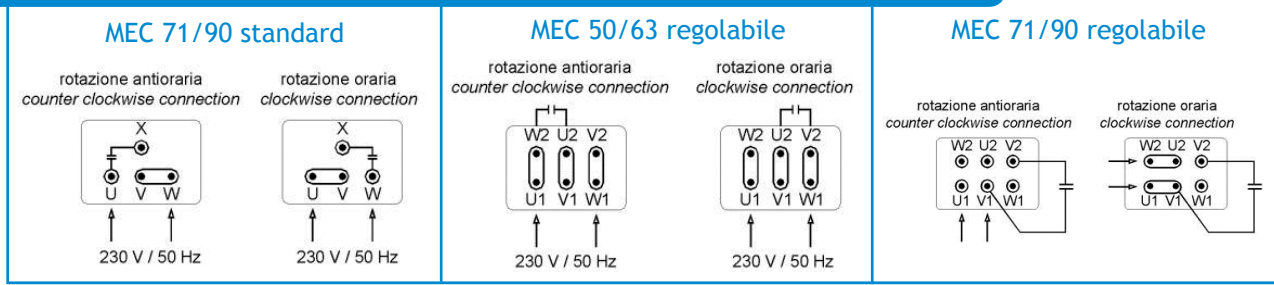 MEC 71/90 standard
rotazione antioraria
counter clockwise connection
rotazione oraria
clockwise connection
X
U V W
X
U V W
230 V / 50 Hz
230 V / 50 Hz
MEC 50/63 regolabile
rotazione antioraria
counter clockwise connection
rotazione oraria
clockwise connection
W2 U2 V2
U1 V1 W1
W2 U2 V2
U1 V1 W1
230 V / 50 Hz
230 V / 50 Hz
MEC 71/90 regolabile
rotazione antioraria
counter clockwise connection
rotazione oraria
clockwise connection
W2 U2 V2
U1 V1 W1
W2 U2 V2
U1 V1 W1